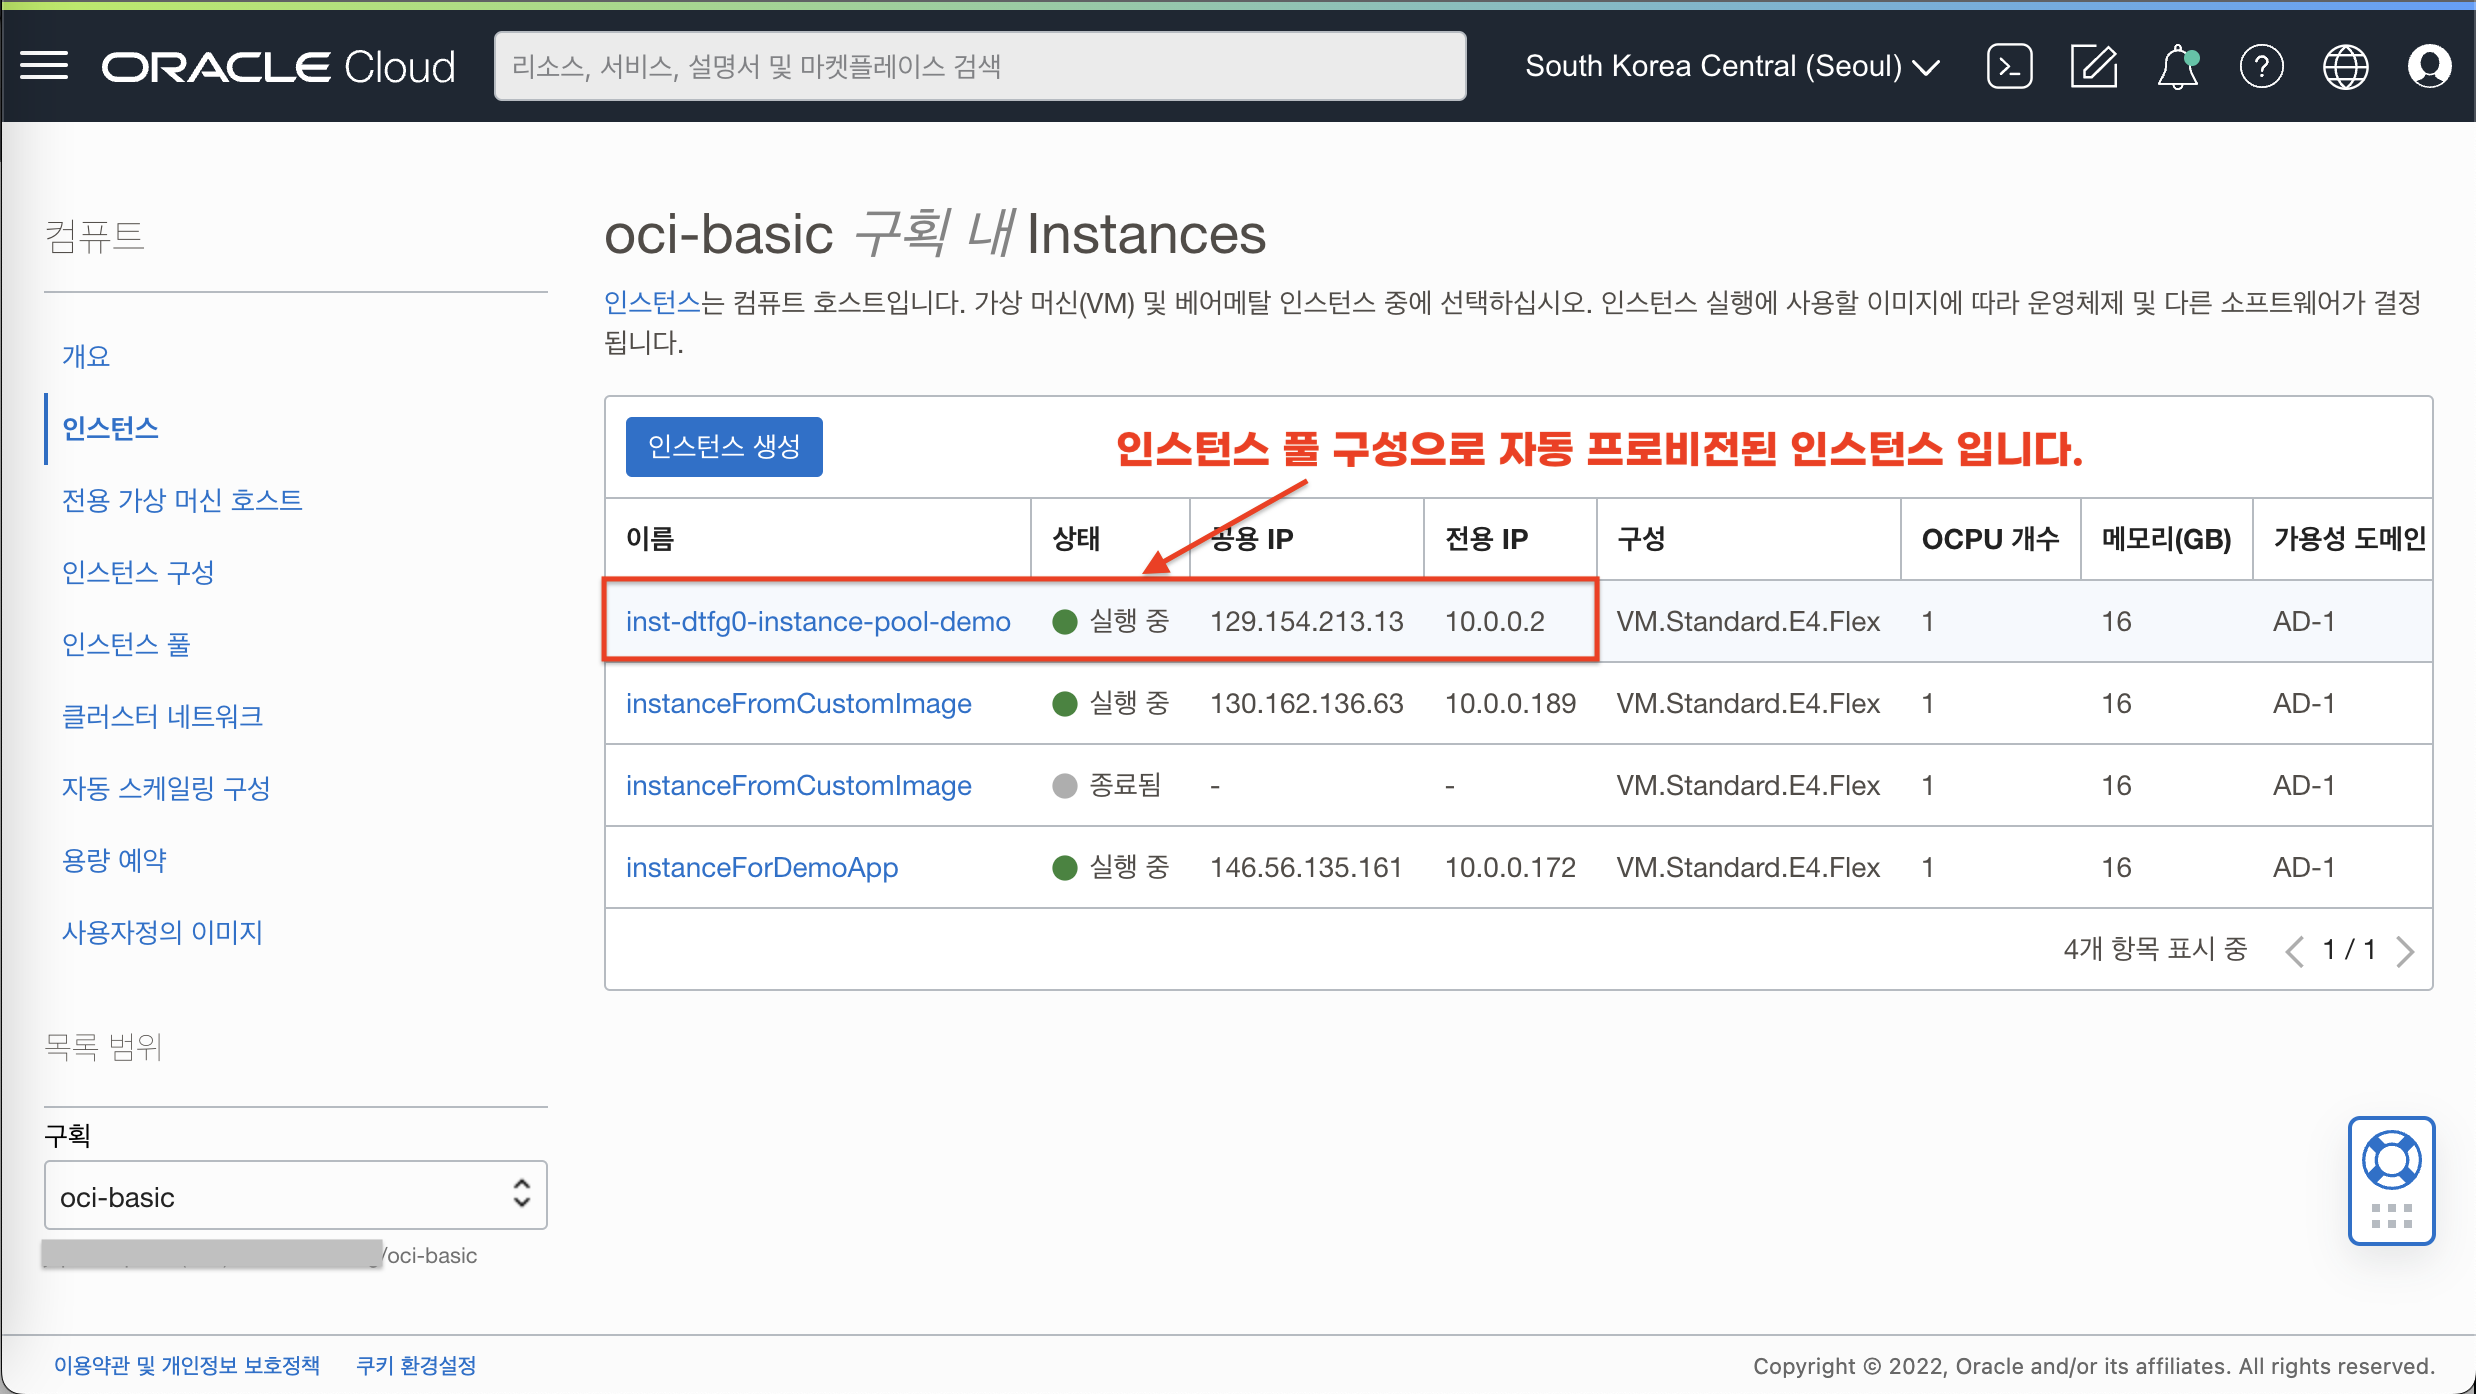 ORACLE Cloud
리소스, 서비스, 설명서 및 마켓플레이스 검색
South Korea Central (Seoul)
컴퓨트
개요
인스턴스
전용 가상 머신 호스트
인스턴스 구성
인스턴스 풀
클러스터 네트워크
자동 스케일링 구성
용량 예약
사용자정의 이미지
목록 범위
구획
oci-basic
/oci-basic
oci-basic 구획 내 Instances
인스턴스는 컴퓨트 호스트입니다. 가상 머신(VM) 및 베어메탈 인스턴스 중에 선택하십시오. 인스턴스 실행에 사용할 이미지에 따라 운영체제 및 다른 소프트웨어가 결정
됩니다.
인스턴스 생성
인스턴스 풀 구성으로 자동 프로비전된 인스턴스 입니다.
이름 상태 공용 IP 전용 IP 구성 OCPU 개수 메모리(GB) 가용성 도메인
inst-dtfg0-instance-pool-demo 실행 중 129.154.213.13 10.0.0.2 VM.Standard.E4.Flex 1 16 AD-1
instanceFromCustomImage 실행 중 130.162.136.63 10.0.0.189 VM.Standard.E4.Flex 1 16 AD-1
instanceFromCustomImage 종료됨 - - VM.Standard.E4.Flex 1 16 AD-1
instanceForDemoApp 실행 중 146.56.135.161 10.0.0.172 VM.Standard.E4.Flex 1 16 AD-1
4개 항목 표시 중 1 / 1
이용약관 및 개인정보 보호정책 쿠키 환경설정
Copyright © 2022, Oracle and/or its affiliates. All rights reserved.